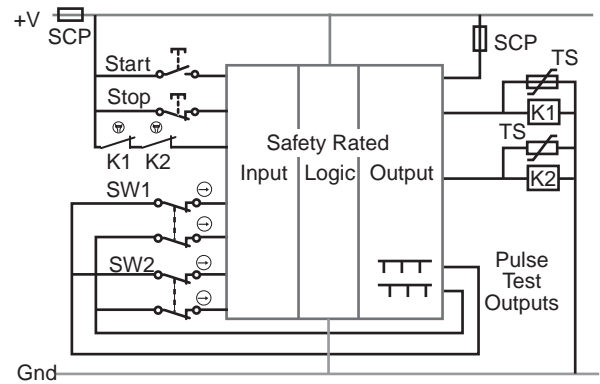 +V
SCP
SCP
Start
TS
Stop
K1
TS
K1 K2
Safety Rated
Input Logic Output
K2
SW1
SW2
Pulse
Test
Outputs
Gnd